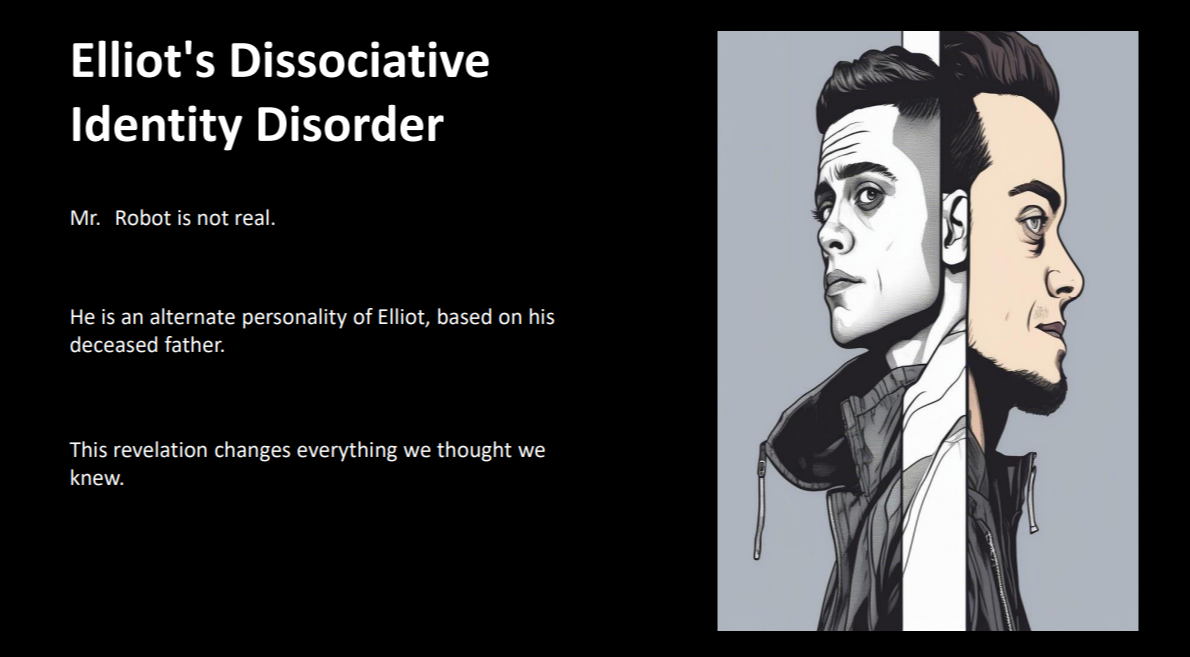 Elliot's Dissociative
Identity Disorder
Mr. Robot is not real.
He is an alternate personality of Elliot, based on his
deceased father.
This revelation changes everything we thought we
knew.